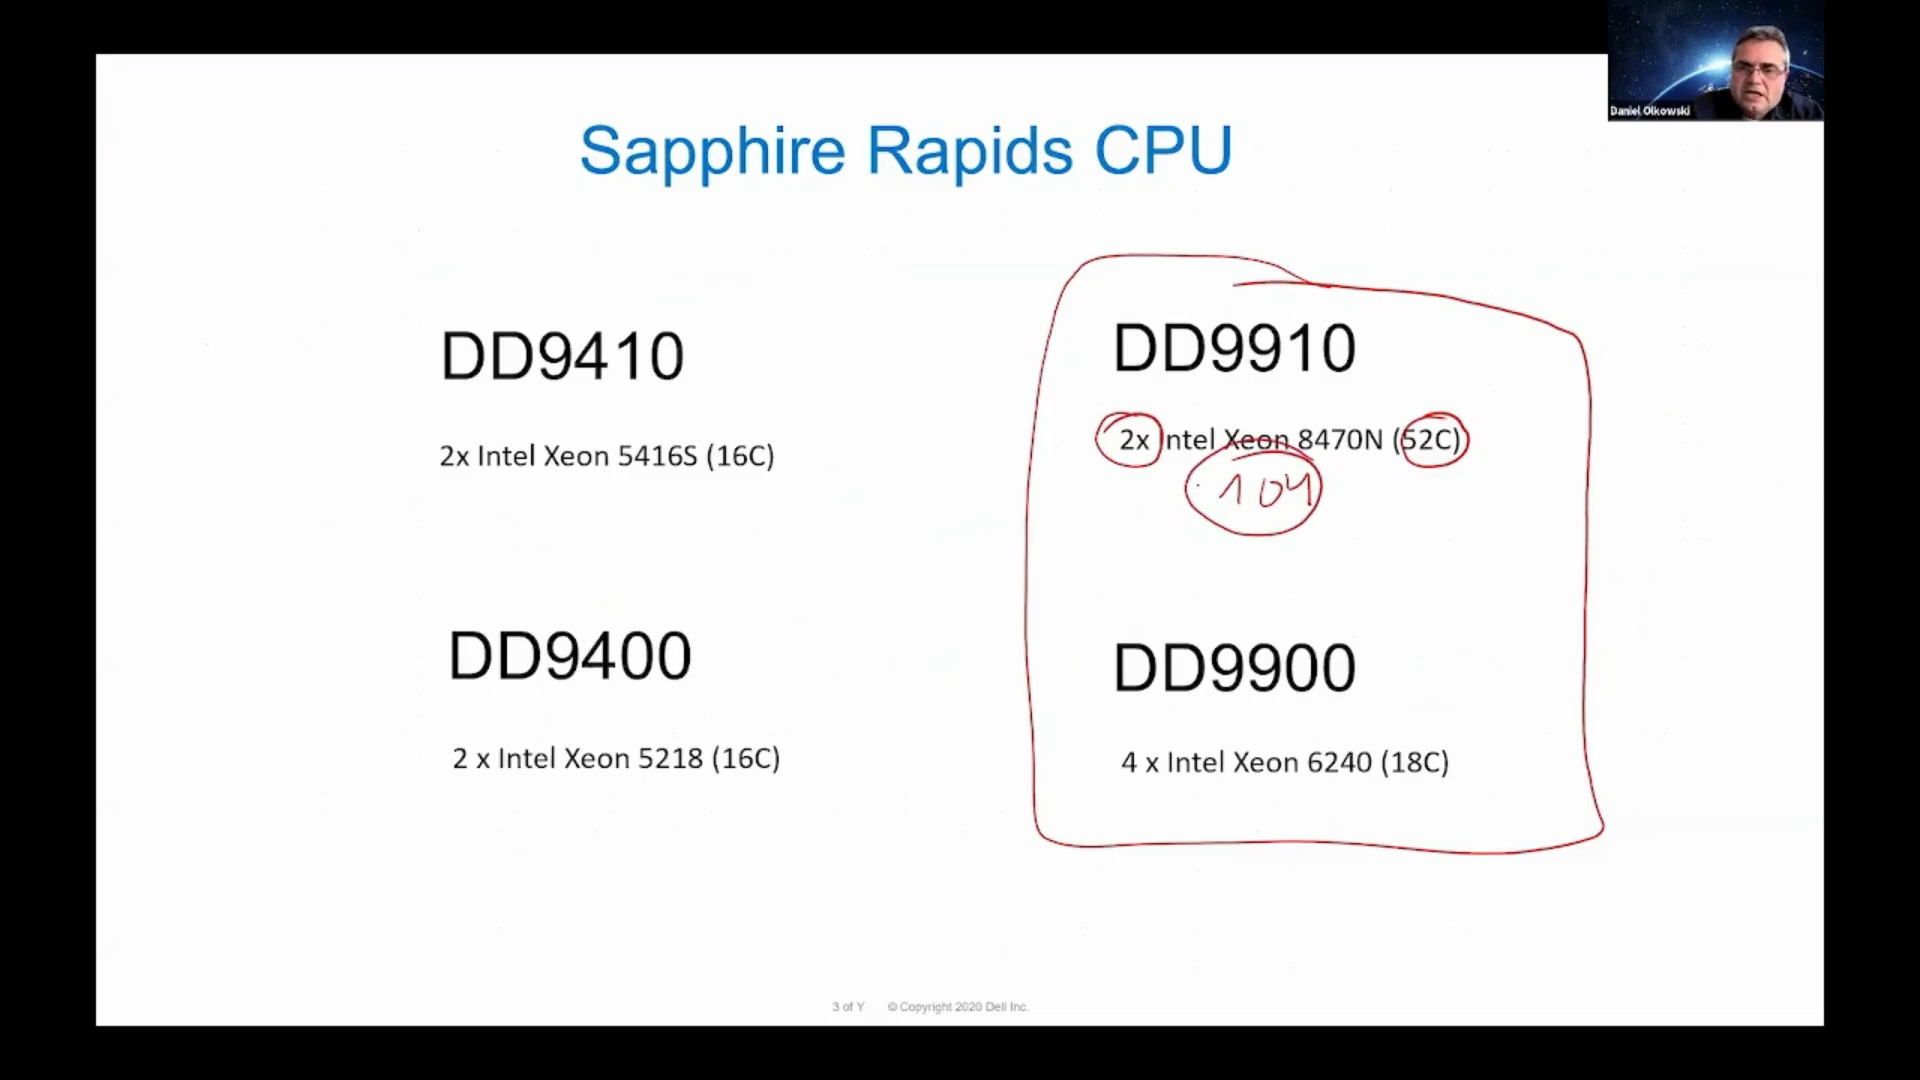 Daniel Olkowski
Sapphire Rapids CPU
DD9410
2x Intel Xeon 5416S (16C)
DD9910
2x Intel Xeon 8470N (52C)
104
DD9400
2 x Intel Xeon 5218 (16C)
DD9900
4 x Intel Xeon 6240 (18C)
3 of Y © Copyright 2020 Dell Inc.